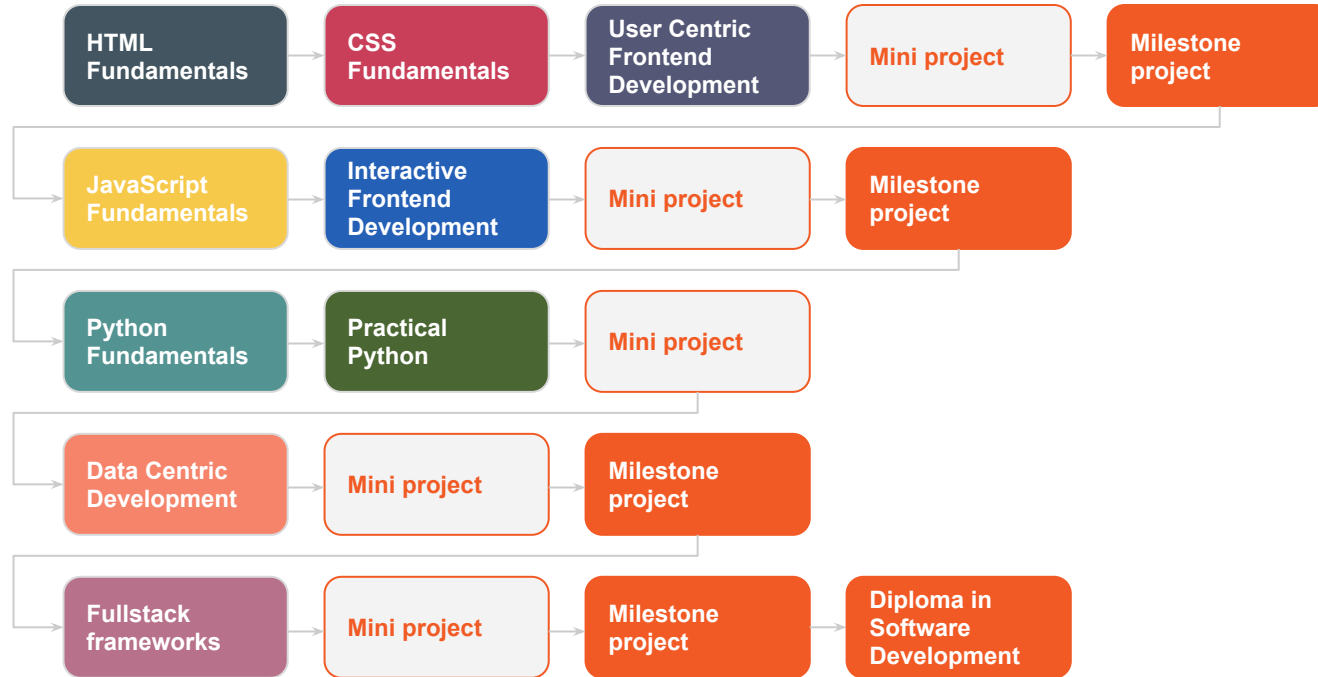 HTML
Fundamentals
CSS
Fundamentals
User Centric
Frontend
Development
Mini project
Milestone
project
JavaScript
Fundamentals
Interactive
Frontend
Development
Mini project
Milestone
project
Python
Fundamentals
Practical
Python
Mini project
Data Centric
Development
Mini project
Milestone
project
Fullstack
frameworks
Mini project
Milestone
project
Diploma in
Software
Development